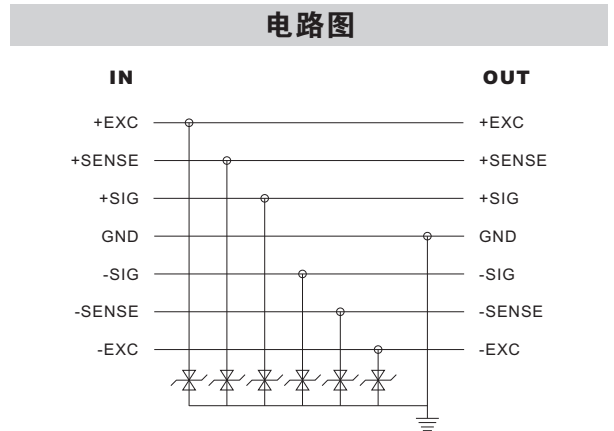 电路图
IN OUT
+EXC +EXC
+SENSE +SENSE
+SIG +SIG
GND GND
-SIG -SIG
-SENSE -SENSE
-EXC -EXC